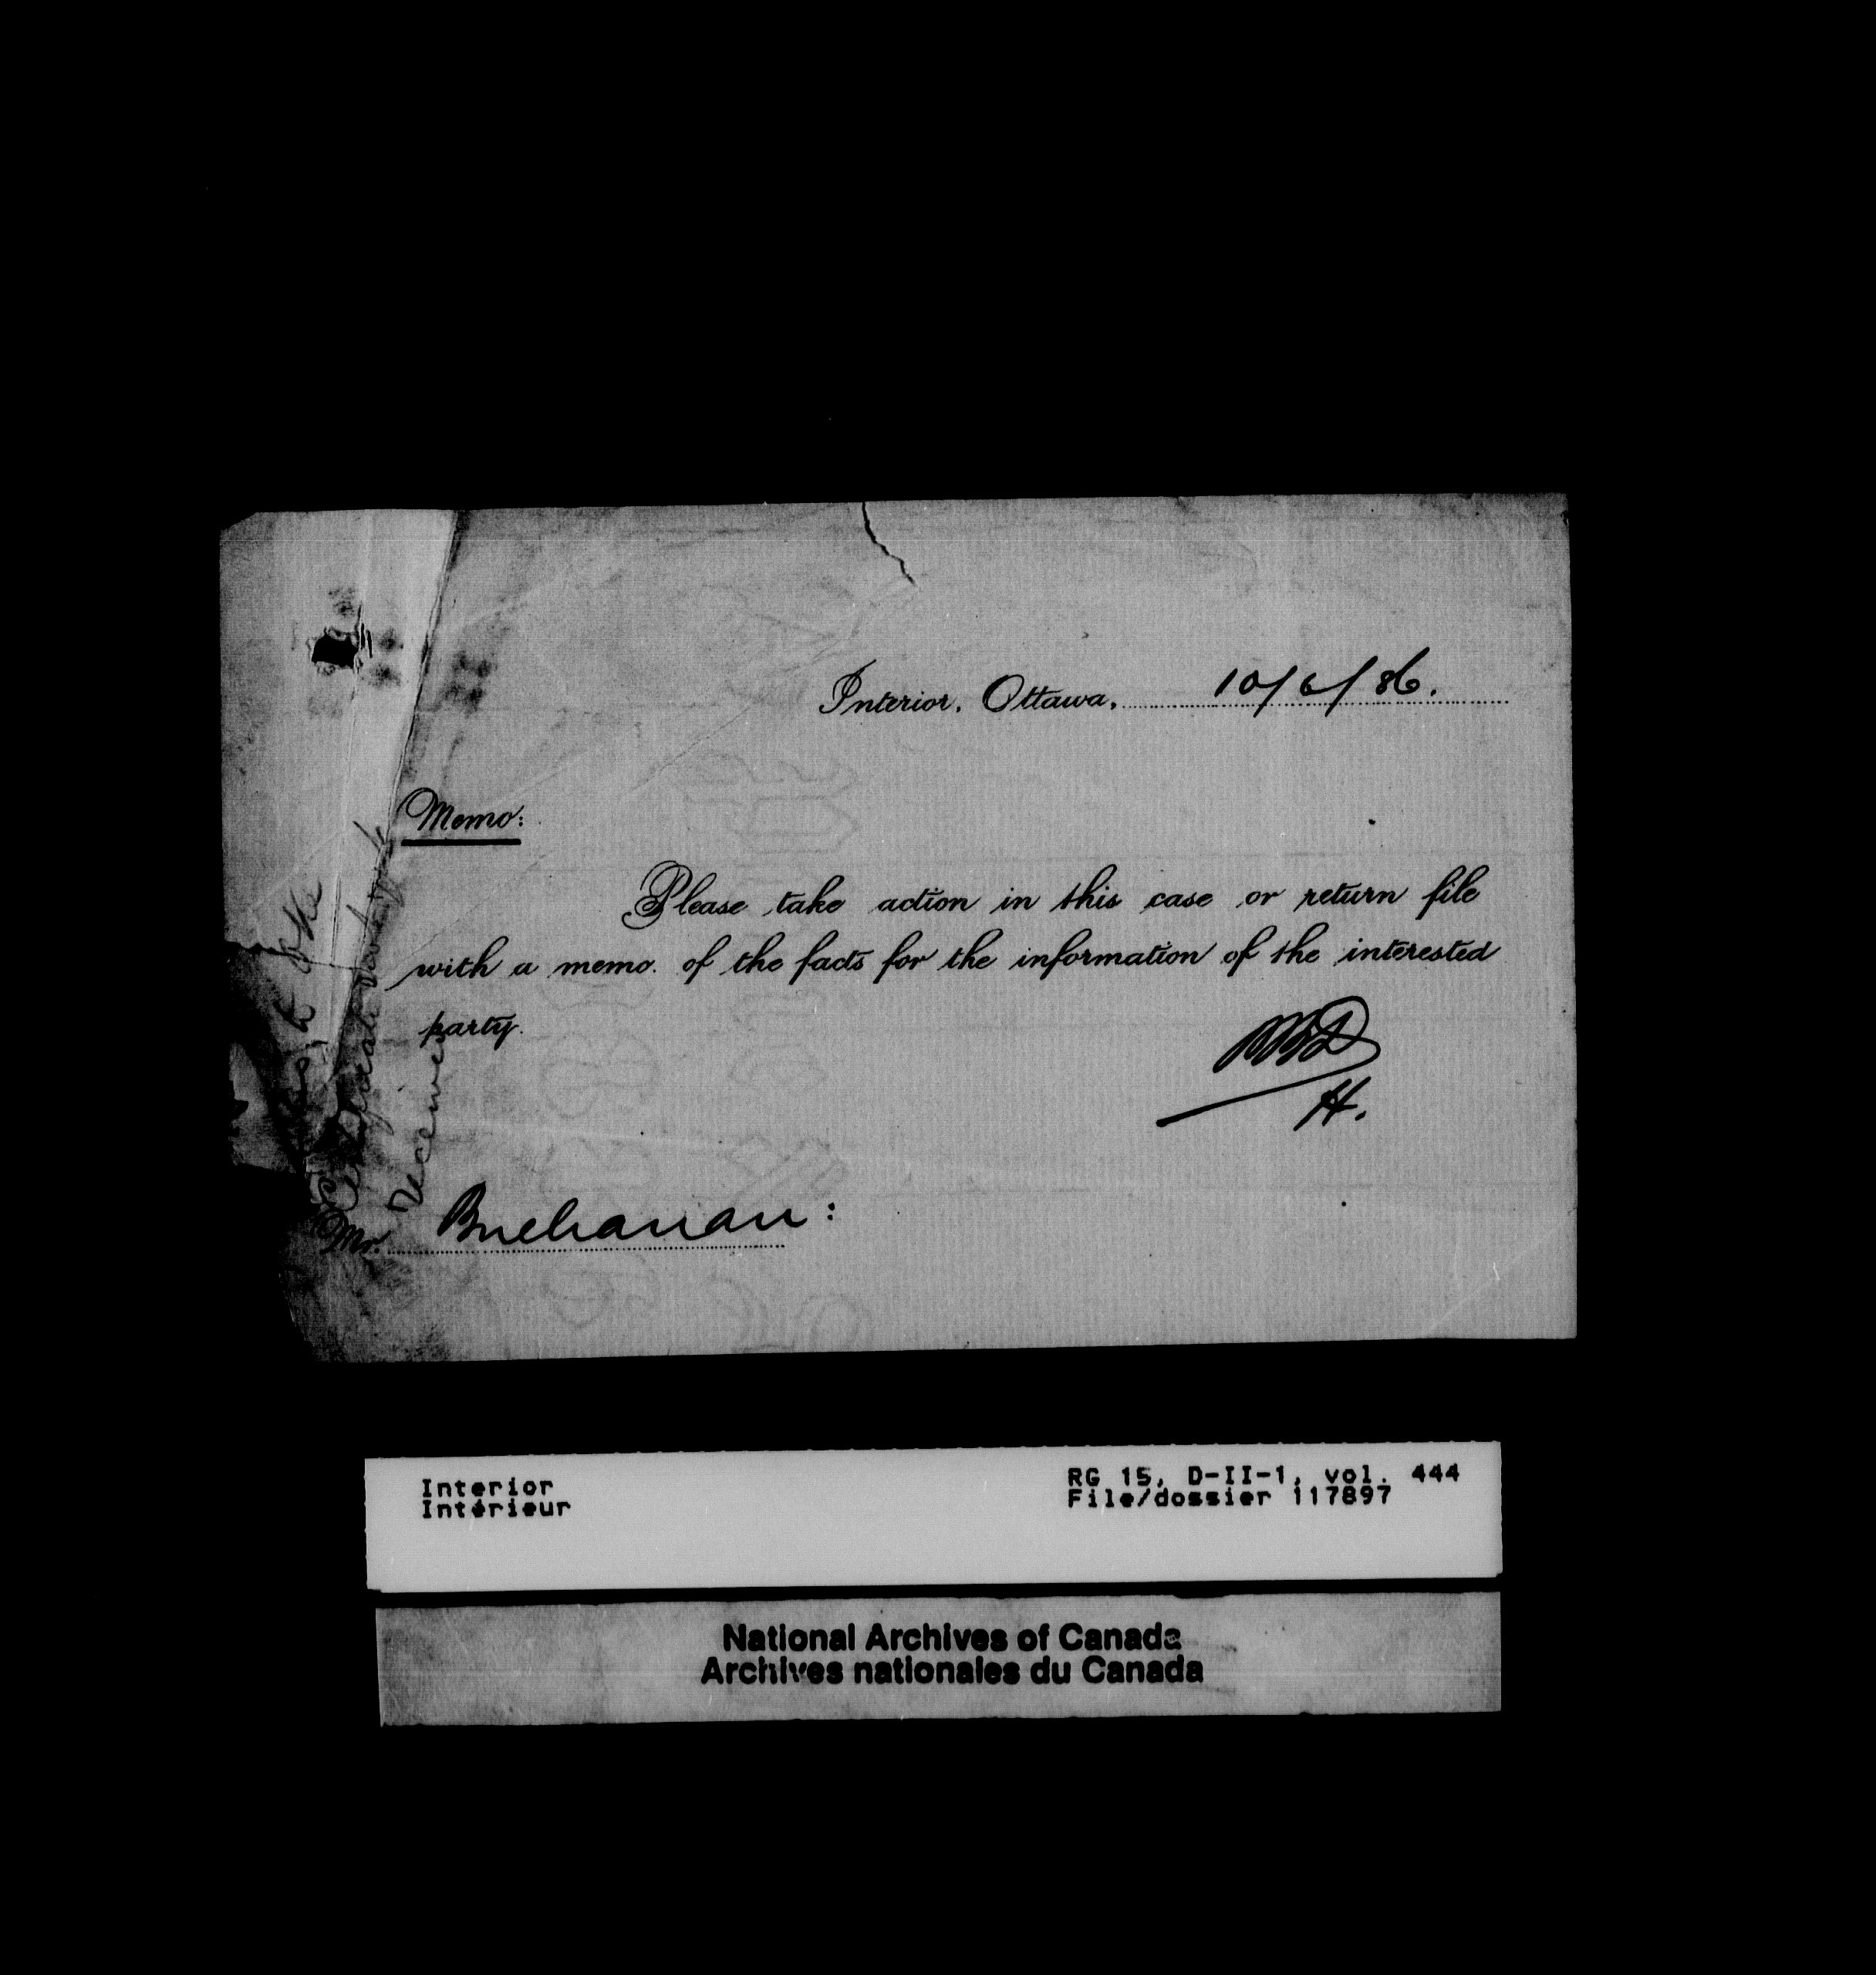 Interior, Ottawa, 10/6/86.
Memo:
Please take action in this case or return file
with a memo. of the facts for the information of the interested
party.
H.
Mr. Buchanan:
Interior
Intérieur
RG 15, D-II-1, vol. 444
File/dossier 117897
National Archives of Canada
Archives nationales du Canada